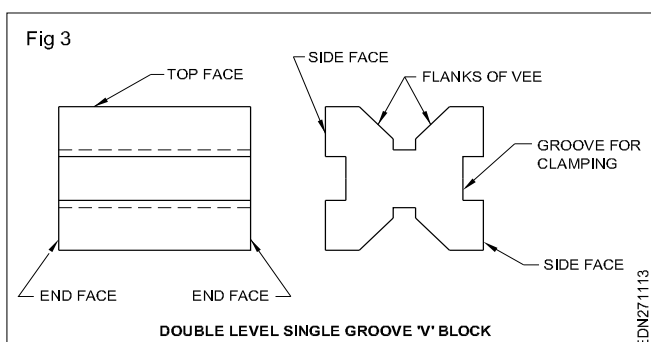 Fig 3
TOP FACE
SIDE FACE
FLANKS OF VEE
GROOVE FOR
CLAMPING
SIDE FACE
END FACE
END FACE
DOUBLE LEVEL SINGLE GROOVE 'V' BLOCK
EDN271113